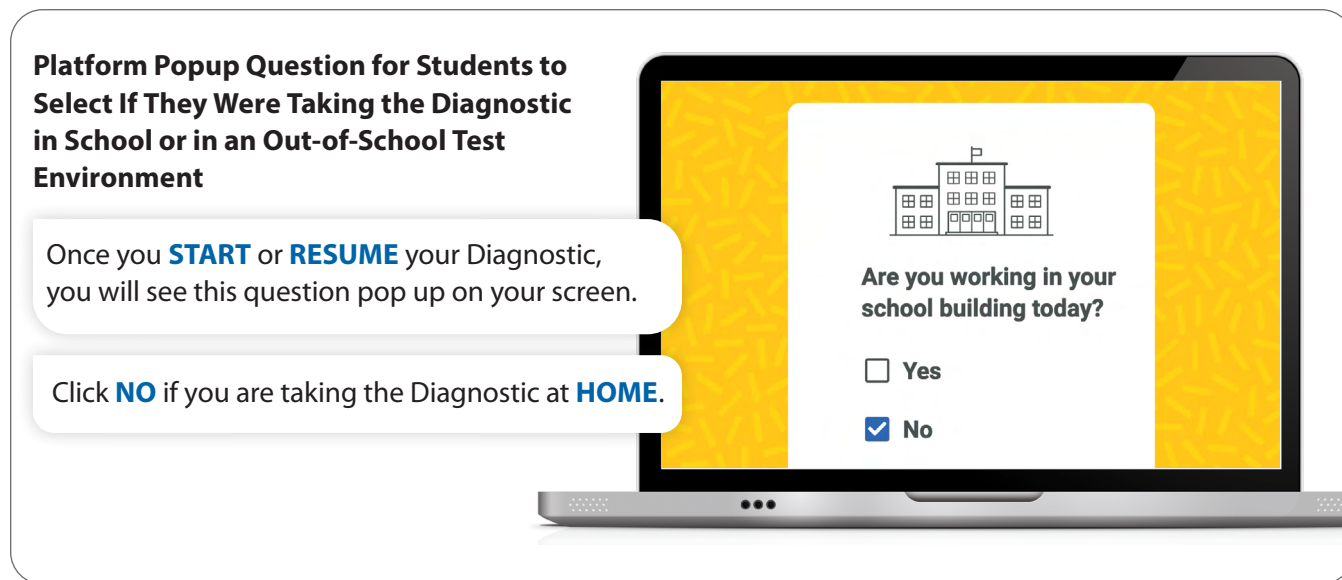 Platform Popup Question for Students to
Select If They Were Taking the Diagnostic
in School or in an Out-of-School Test
Environment
Once you START or RESUME your Diagnostic,
you will see this question pop up on your screen.
Click NO if you are taking the Diagnostic at HOME.
Are you working in your
school building today?
Yes
No